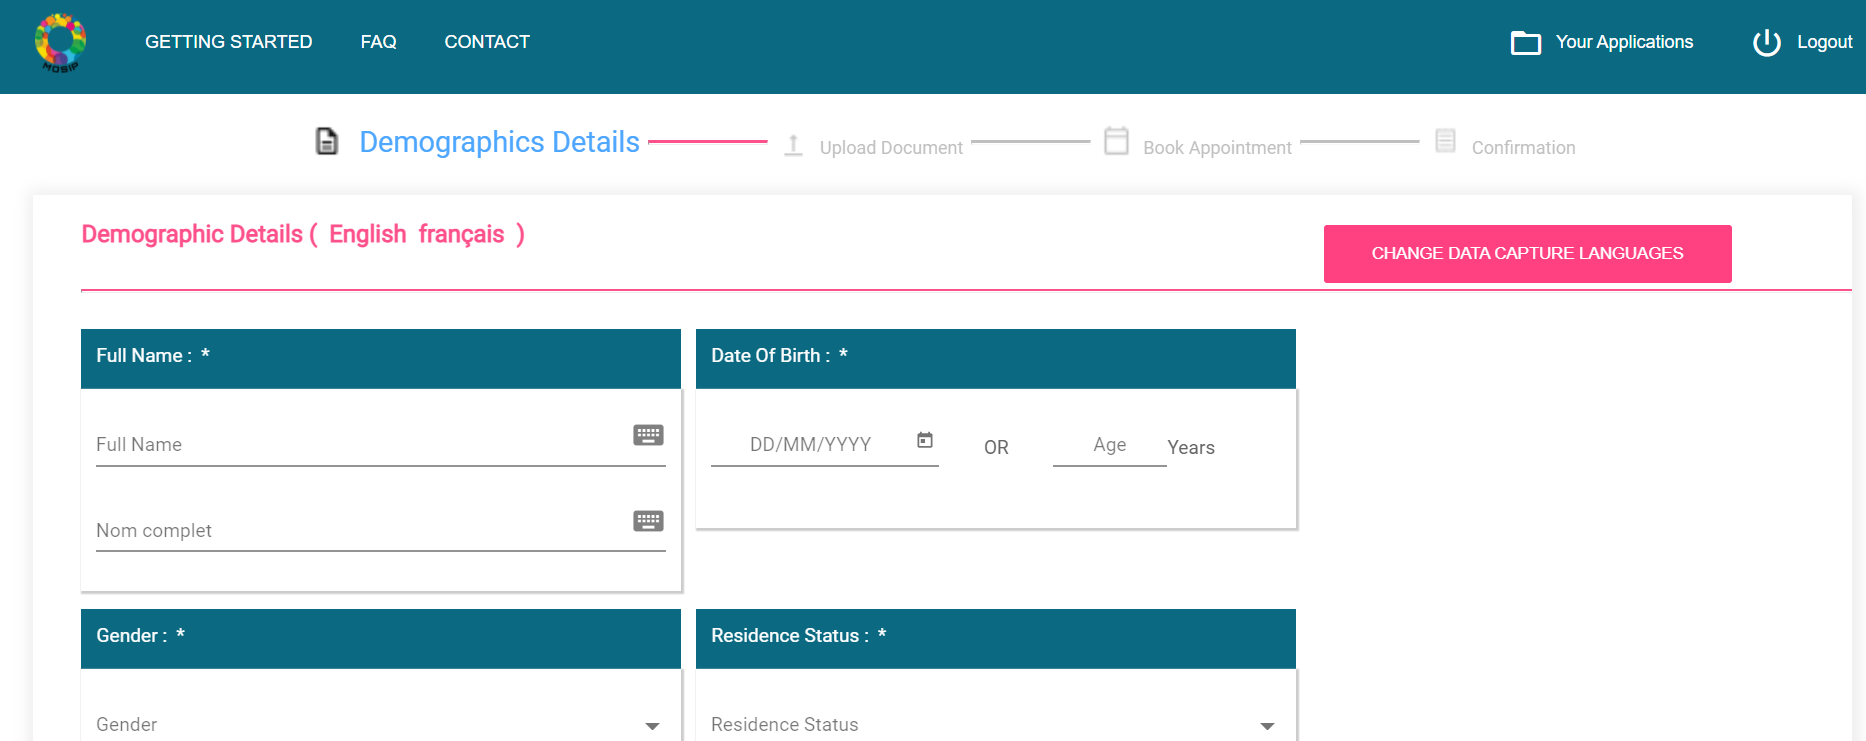 MOSIP
GETTING STARTED
FAQ
CONTACT
Your Applications
Logout
Demographics Details
Upload Document
Book Appointment
Confirmation
Demographic Details ( English français )
CHANGE DATA CAPTURE LANGUAGES
Full Name : *
Full Name
Nom complet
Date Of Birth : *
DD/MM/YYYY
OR
Age
Years
Gender : *
Gender
Residence Status : *
Residence Status